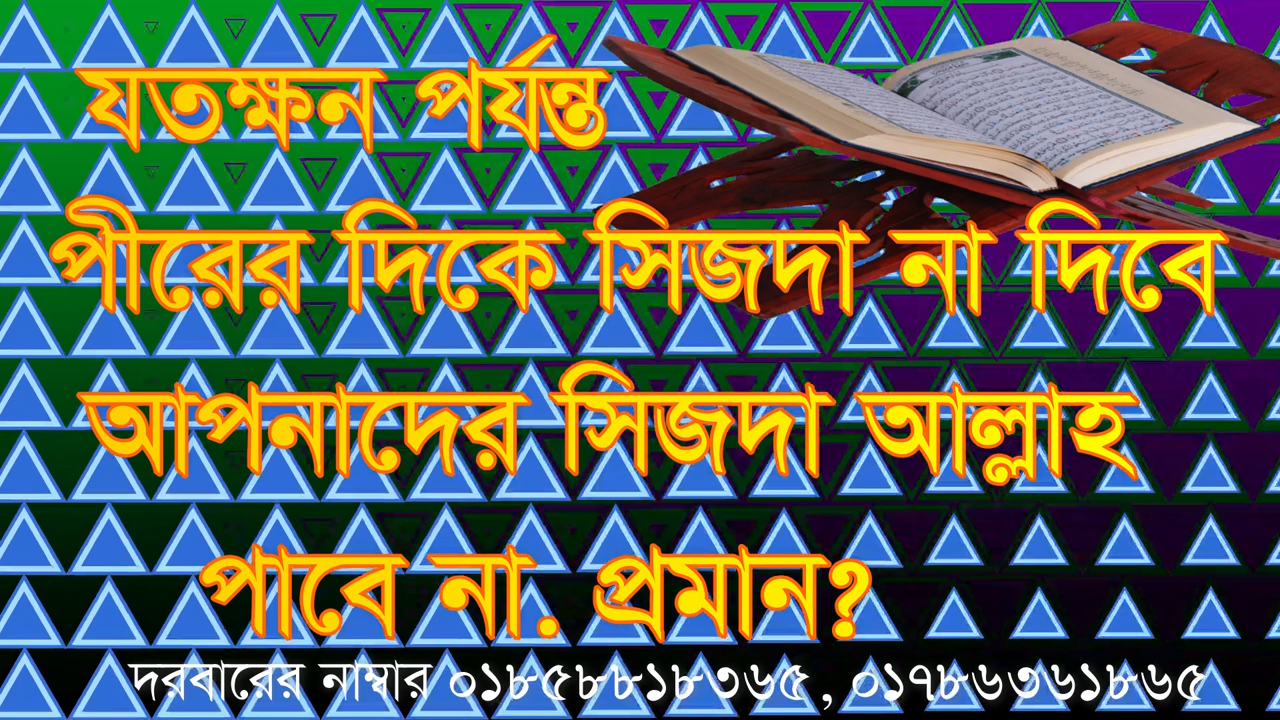 যতক্ষন পর্যন্ত
পীরের দিকে সিজদা না দিবে
আপনাদের সিজদা আল্লাহ
পাবে না. প্রমান?
দরবারের নাম্বার ০১৮৫৮৮১৮৩৬৫, ০১৭৮৬৩৬১৮৬৫